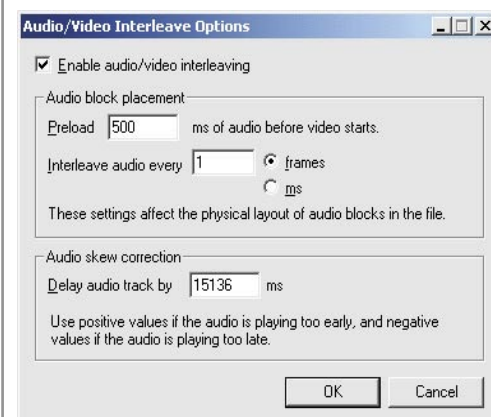 Audio/Video Interleave Options
Enable audio/video interleaving
Audio block placement
Preload 500 ms of audio before video starts.
Interleave audio every 1 frames
ms
These settings affect the physical layout of audio blocks in the file.
Audio skew correction
Delay audio track by 15136 ms
Use positive values if the audio is playing too early, and negative
values if the audio is playing too late.
OK Cancel